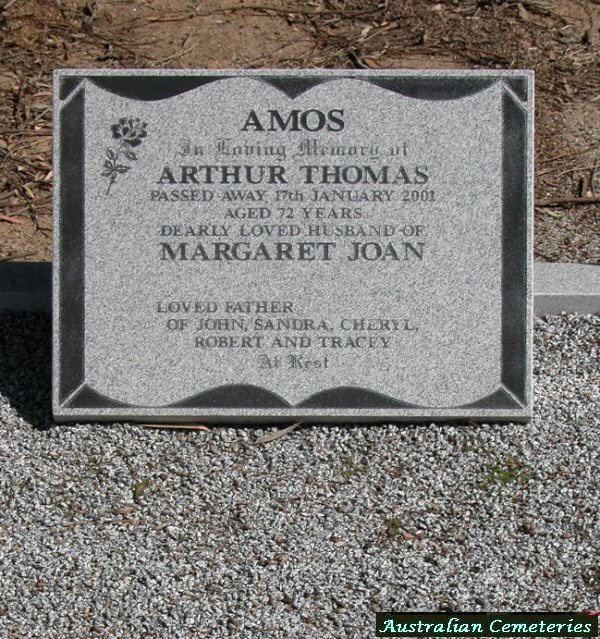 AMOS
In Loving Memory of
ARTHUR THOMAS
PASSED AWAY 17th JANUARY 2001
AGED 72 YEARS
DEARLY LOVED HUSBAND OF
MARGARET JOAN
LOVED FATHER
OF JOHN, SANDRA, CHERYL,
ROBERT AND TRACEY
At Rest
Australian Cemeteries